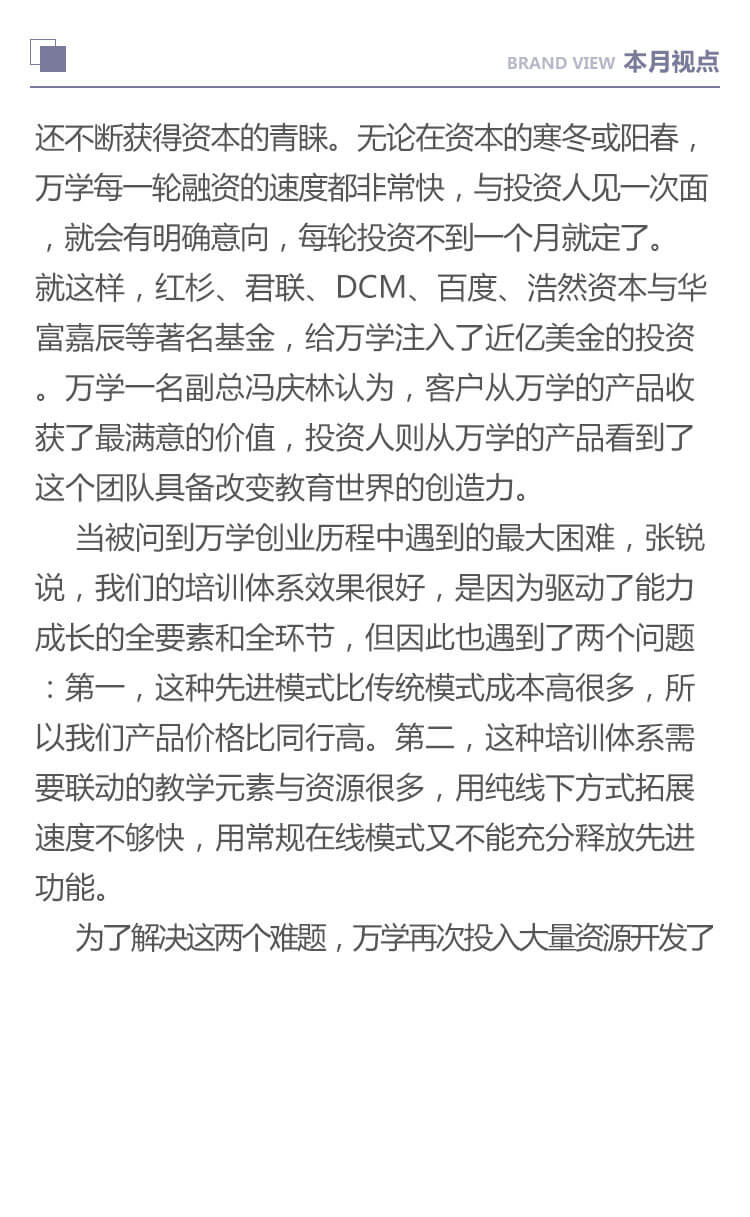 BRAND VIEW 本月视点
还不断获得资本的青睐。无论在资本的寒冬或阳春，
万学每一轮融资的速度都非常快，与投资人见一次面
，就会有明确意向，每轮投资不到一个月就定了。
就这样，红杉、君联、DCM、百度、浩然资本与华
富嘉辰等著名基金，给万学注入了近亿美金的投资
。万学一名副总冯庆林认为，客户从万学的产品收
获了最满意的价值，投资人则从万学的产品看到了
这个团队具备改变教育世界的创造力。
当被问到万学创业历程中遇到的最大困难，张锐
说，我们的培训体系效果很好，是因为驱动了能力
成长的全要素和全环节，但因此也遇到了两个问题
：第一，这种先进模式比传统模式成本高很多，所
以我们产品价格比同行高。第二，这种培训体系需
要联动的教学元素与资源很多，用纯线下方式拓展
速度不够快，用常规在线模式又不能充分释放先进
功能。
为了解决这两个难题，万学再次投入大量资源开发了